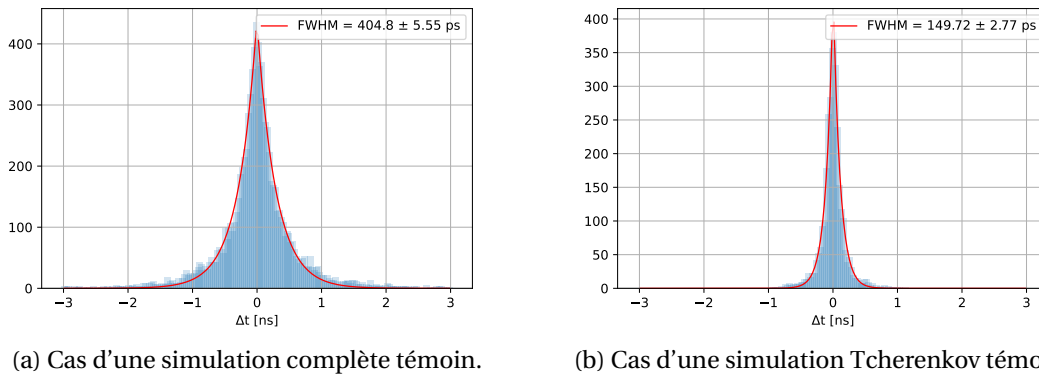 FWHM = 404.8 ± 5.55 ps
400
300
200
100
0
−3 −2 −1 0 1 2 3
Δt [ns]
(a) Cas d'une simulation complète témoin.
FWHM = 149.72 ± 2.77 ps
400
350
300
250
200
150
100
50
0
−3 −2 −1 0 1 2 3
Δt [ns]
(b) Cas d'une simulation Tcherenkov témo